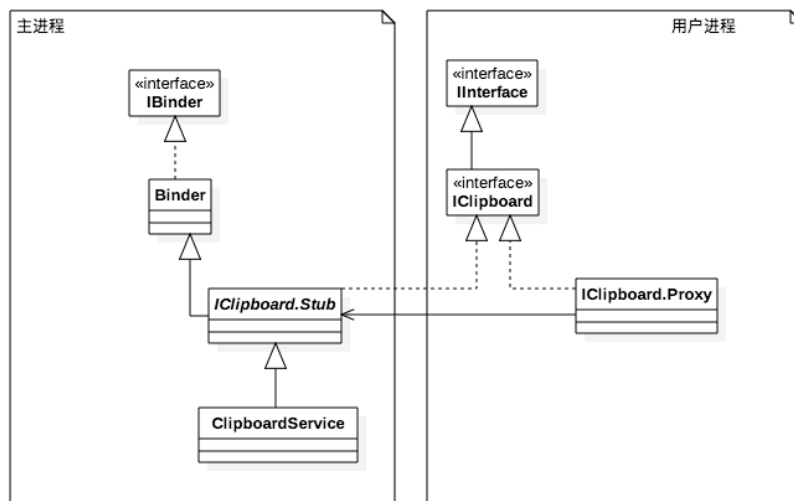 主进程
«interface»
IBinder
Binder
IClipboard.Stub
ClipboardService
用户进程
«interface»
IInterface
«interface»
IClipboard
IClipboard.Proxy